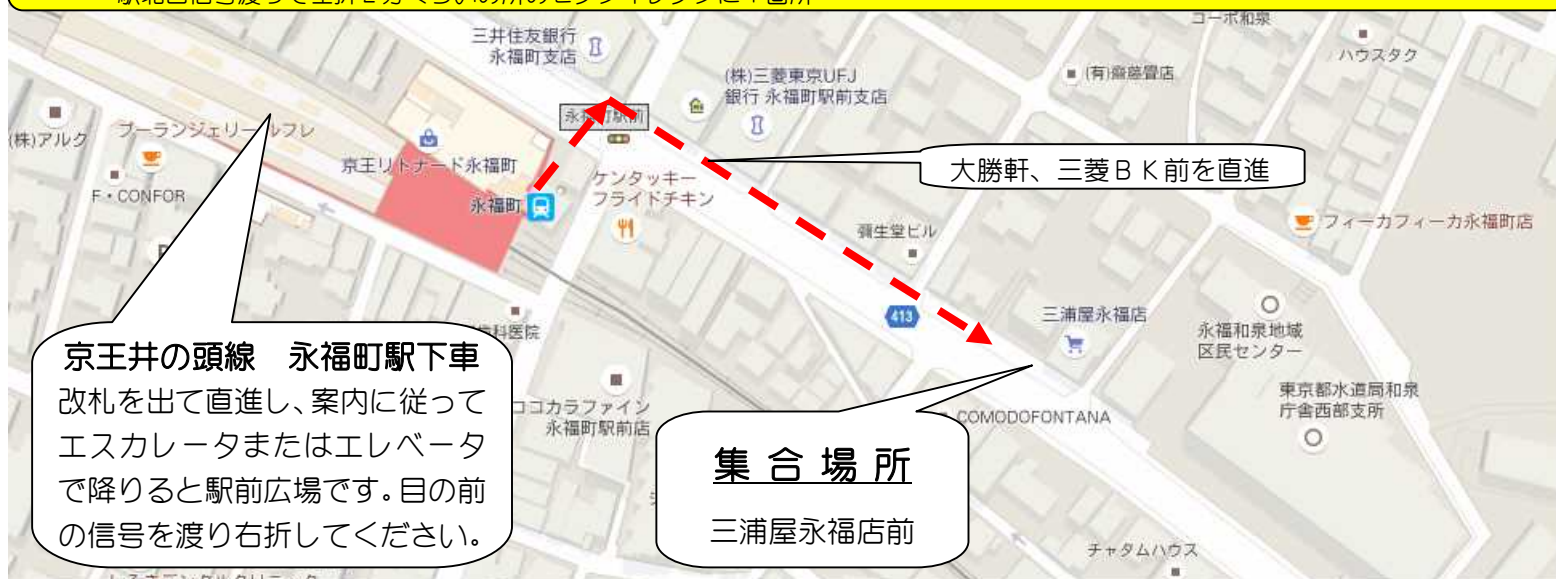 コーポ和泉
三井住友銀行
永福町支店
ハウスタク
(株)三菱東京UFJ
銀行 永福町駅前支店
(有)齋藤畳店
永福町駅前
(株)アルク
ブーランジェリー
ルフレ
京王リトナード永福町
大勝軒、三菱BK前を直進
F・CONFOR
永福町
ケンタッキー
フライドチキン
フィーカフィーカ永福町店
彌生堂ビル
413
三浦屋永福店
永福和泉地域
区民センター
歯科医院
京王井の頭線 永福町駅下車
改札を出て直進し、案内に従って
エスカレータまたはエレベータ
で降りると駅前広場です。目の前
の信号を渡り右折してください。
東京都水道局和泉
庁舎西部支所
ココカラファイン
永福町駅前店
COMODOFONTANA
集合場所
三浦屋永福店前
チャタムハウス